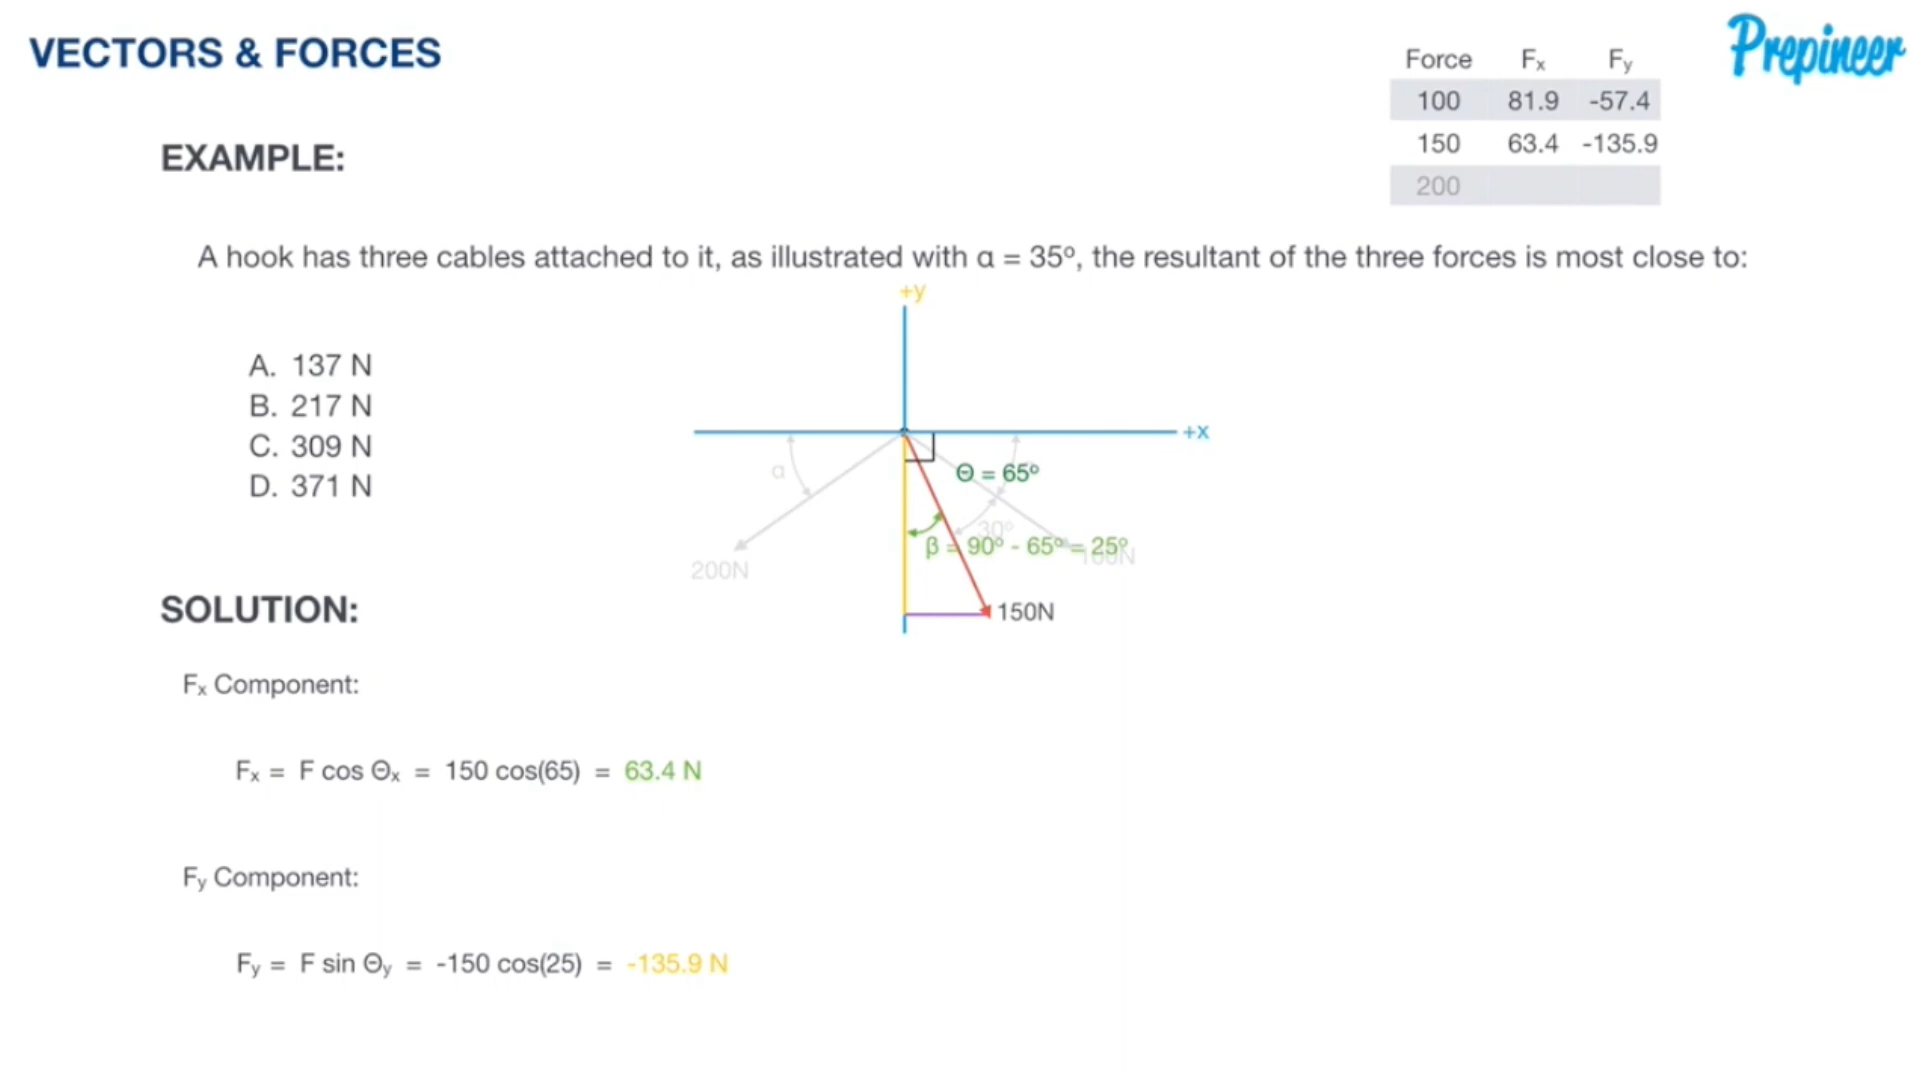 VECTORS & FORCES
Prepineer
Force Fx Fy
100 81.9 -57.4
150 63.4 -135.9
200
EXAMPLE:
A hook has three cables attached to it, as illustrated with α = 35º, the resultant of the three forces is most close to:
+y
A. 137 N
B. 217 N
C. 309 N
D. 371 N
+x
α
Θ = 65º
30º
β = 90º - 65º = 25º
100N
200N
150N
SOLUTION:
Fx Component:
Fx = F cos Θx = 150 cos(65) = 63.4 N
Fy Component:
Fy = F sin Θy = -150 cos(25) = -135.9 N